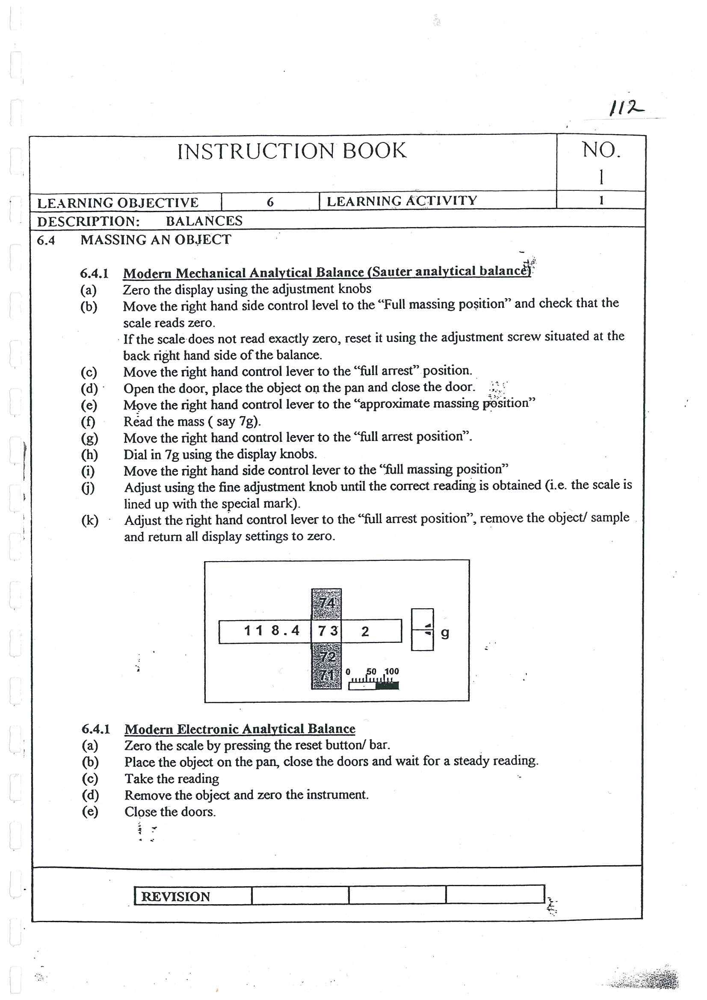 112
INSTRUCTION BOOK
NO.
1
LEARNING OBJECTIVE 6 LEARNING ACTIVITY 1
DESCRIPTION: BALANCES
6.4 MASSING AN OBJECT
6.4.1 Modern Mechanical Analytical Balance (Sauter analytical balance)
(a) Zero the display using the adjustment knobs
(b) Move the right hand side control level to the “Full massing position” and check that the
scale reads zero.
If the scale does not read exactly zero, reset it using the adjustment screw situated at the
back right hand side of the balance.
(c) Move the right hand control lever to the “full arrest” position.
(d) Open the door, place the object on the pan and close the door.
(e) Move the right hand control lever to the “approximate massing position”
(f) Read the mass ( say 7g).
(g) Move the right hand control lever to the “full arrest position”.
(h) Dial in 7g using the display knobs.
(i) Move the right hand side control lever to the “full massing position”
(j) Adjust using the fine adjustment knob until the correct reading is obtained (i.e. the scale is
lined up with the special mark).
(k) Adjust the right hand control lever to the “full arrest position”, remove the object/ sample
and return all display settings to zero.
74
118.4 73 2 g
72
71 0 50 100
6.4.1 Modern Electronic Analytical Balance
(a) Zero the scale by pressing the reset button/ bar.
(b) Place the object on the pan, close the doors and wait for a steady reading.
(c) Take the reading
(d) Remove the object and zero the instrument.
(e) Close the doors.
REVISION